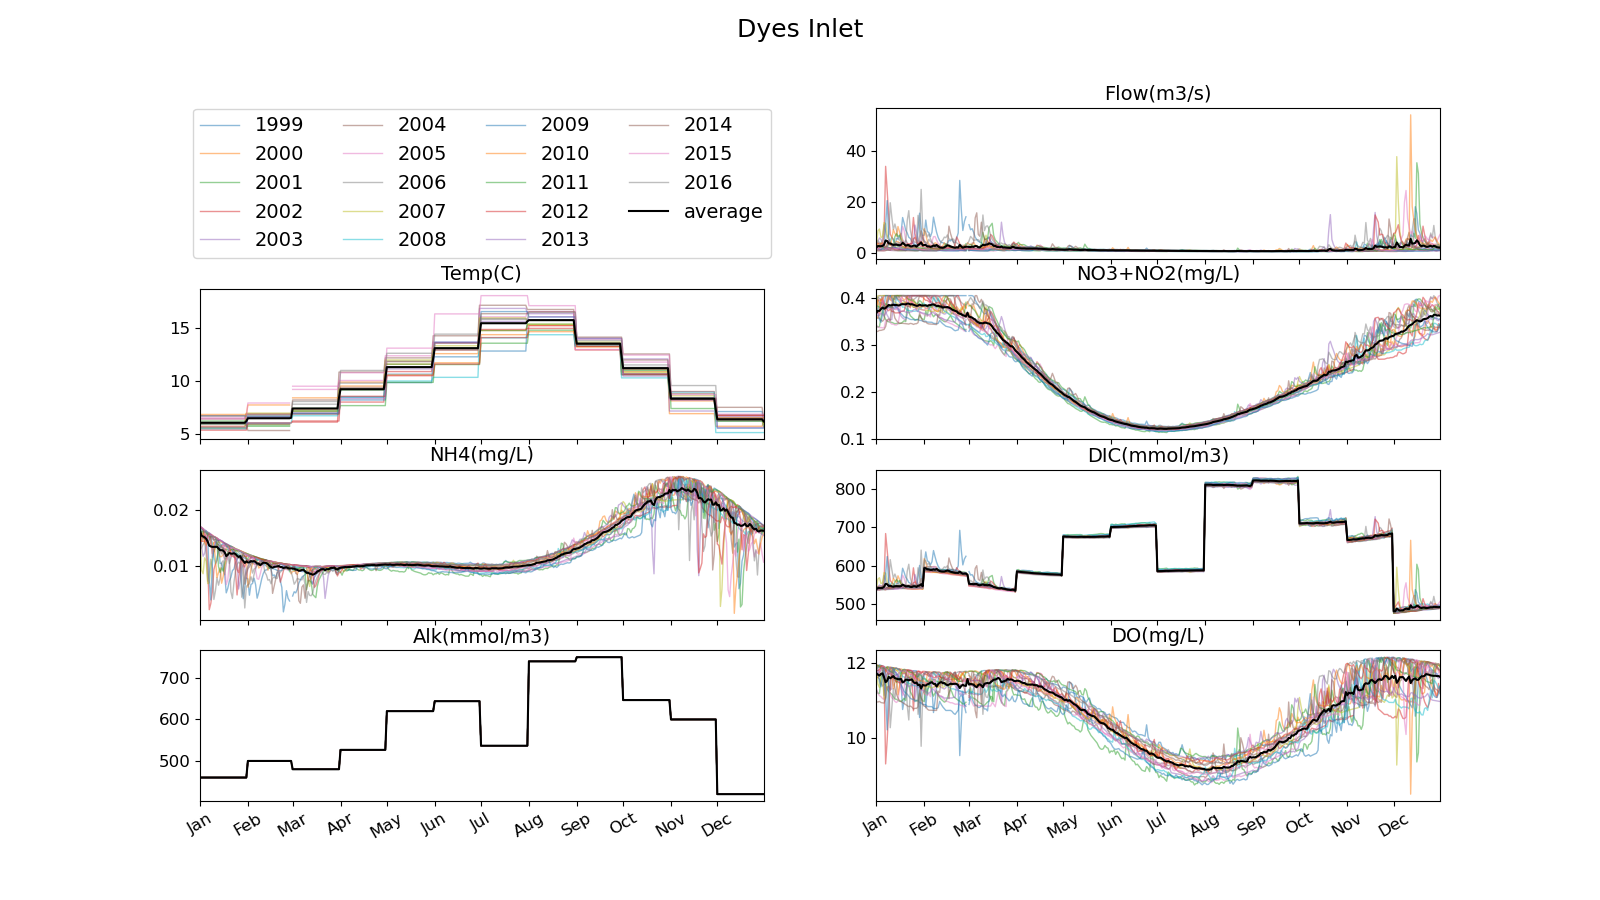 Dyes Inlet
1999 2004 2009 2014
2000 2005 2010 2015
2001 2006 2011 2016
2002 2007 2012 average
2003 2008 2013
Flow(m3/s)
40
20
0
Temp(C)
15
10
5
NO3+NO2(mg/L)
0.4
0.3
0.2
0.1
NH4(mg/L)
0.02
0.01
DIC(mmol/m3)
800
700
600
500
Alk(mmol/m3)
700
600
500
Jan Feb Mar Apr May Jun Jul Aug Sep Oct Nov Dec
DO(mg/L)
12
10
Jan Feb Mar Apr May Jun Jul Aug Sep Oct Nov Dec